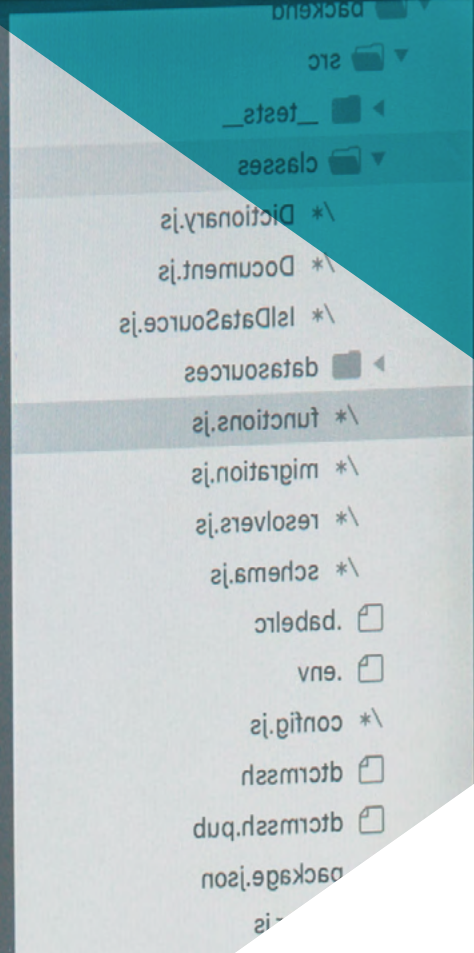 backend
src
__tests__
classes
/* Dictionary.js
/* Document.js
/* IslDataSource.js
datasources
/* functions.js
/* migration.js
/* resolvers.js
/* schema.js
.babelrc
.env
/* config.js
dtcrmssh
dtcrmssh.pub
package.json